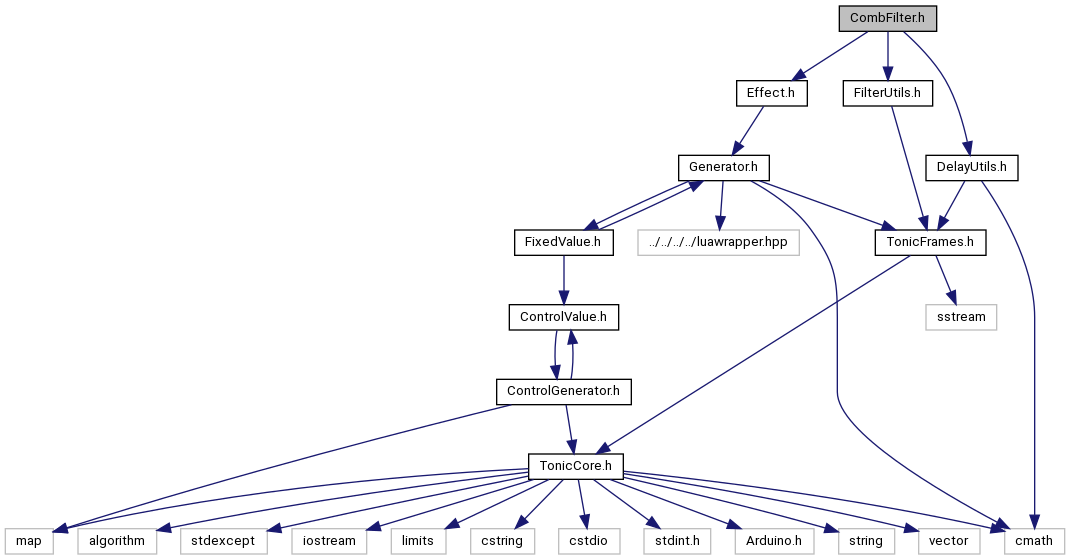 CombFilter.h
Effect.h
FilterUtils.h
Generator.h
DelayUtils.h
FixedValue.h
../../../../luawrapper.hpp
TonicFrames.h
ControlValue.h
sstream
ControlGenerator.h
TonicCore.h
map
algorithm
stdexcept
iostream
limits
cstring
cstdio
stdint.h
Arduino.h
string
vector
cmath